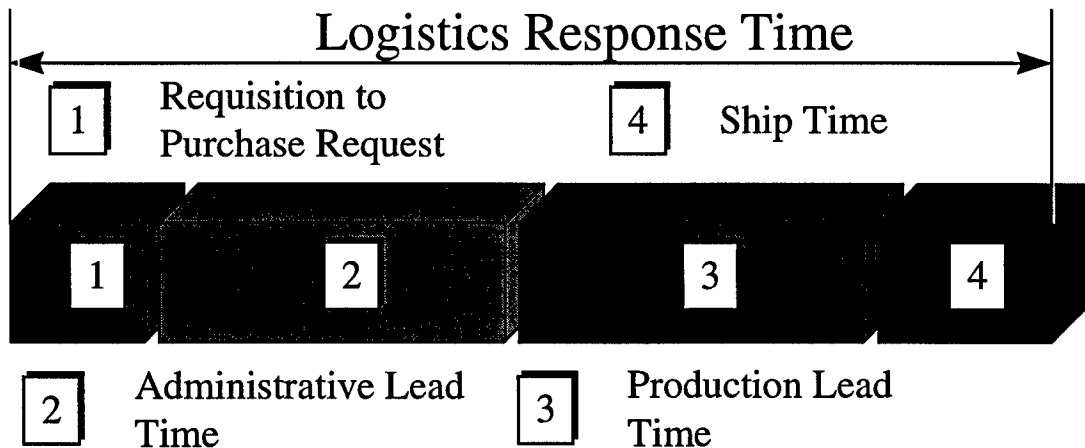 Logistics Response Time
1 Requisition to
Purchase Request
4 Ship Time
1 2 3 4
2 Administrative Lead
Time
3 Production Lead
Time